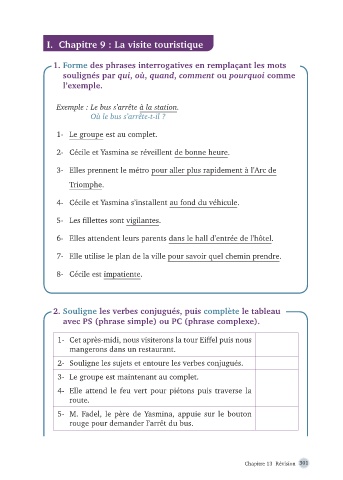 I. Chapitre 9 : La visite touristique
1. Forme des phrases interrogatives en remplaçant les mots
soulignés par qui, où, quand, comment ou pourquoi comme
l'exemple.
Exemple : Le bus s'arrête à la station.
Où le bus s'arrête-t-il ?
1- Le groupe est au complet.
2- Cécile et Yasmina se réveillent de bonne heure.
3- Elles prennent le métro pour aller plus rapidement à l'Arc de
Triomphe.
4- Cécile et Yasmina s'installent au fond du véhicule.
5- Les fillettes sont vigilantes.
6- Elles attendent leurs parents dans le hall d'entrée de l'hôtel.
7- Elle utilise le plan de la ville pour savoir quel chemin prendre.
8- Cécile est impatiente.
2. Souligne les verbes conjugués, puis complète le tableau
avec PS (phrase simple) ou PC (phrase complexe).
1- Cet après-midi, nous visiterons la tour Eiffel puis nous
mangerons dans un restaurant.
2- Souligne les sujets et entoure les verbes conjugués.
3- Le groupe est maintenant au complet.
4- Elle attend le feu vert pour piétons puis traverse la
route.
5- M. Fadel, le père de Yasmina, appuie sur le bouton
rouge pour demander l'arrêt du bus.
Chapitre 13 Révision 301